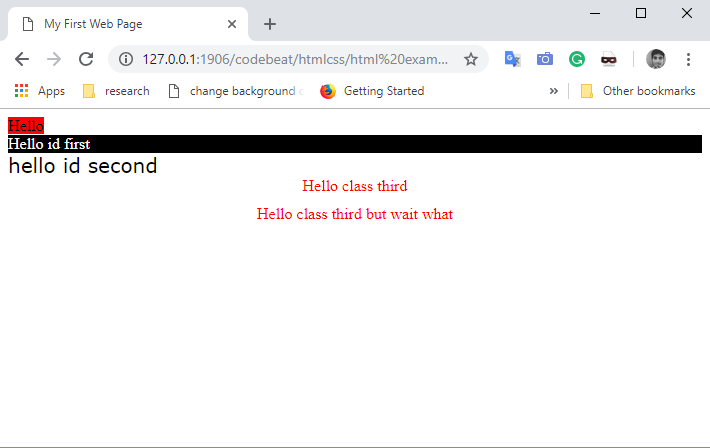 My First Web Page
127.0.0.1:1906/codebeat/htmlcss/html%20exam...
Apps research change background Getting Started » Other bookmarks
Hello
Hello id first
hello id second
Hello class third
Hello class third but wait what